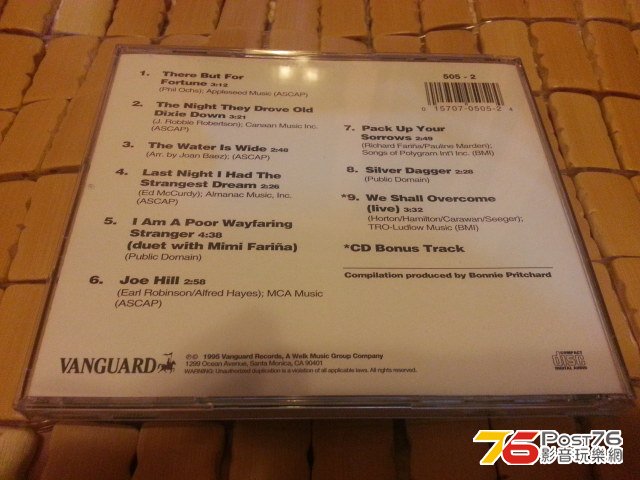 1. There But For
Fortune 3:12
(Phil Ochs); Appleseed Music (ASCAP)
2. The Night They Drove Old
Dixie Down 3:21
(J. Robbie Robertson); Canaan Music Inc.
(ASCAP)
3. The Water is Wide 2:48
(Arr. by Joan Baez); (ASCAP)
4. Last Night I Had The
Strangest Dream 2:26
(Ed McCurdy); Almanac Music, Inc.
(ASCAP)
5. I Am A Poor Wayfaring
Stranger 4:38
(duet with Mimi Fariña)
(Public Domain)
6. Joe Hill 2:58
(Earl Robinson/Alfred Hayes); MCA Music
(ASCAP)
505 - 2
0 15707-0505-2 4
7. Pack Up Your
Sorrows 2:49
(Richard Fariña/Pauline Marden);
Songs of Polygram Int'l Inc. (BMI)
8. Silver Dagger 2:28
(Public Domain)
*9. We Shall Overcome
(live) 3:32
(Horton/Hamilton/Carawan/Seeger);
TRO-Ludlow Music (BMI)
*CD Bonus Track
Compilation produced by Bonnie Pritchard
VANGUARD
℗© 1995 Vanguard Records, A Welk Music Group Company
1299 Ocean Avenue, Santa Monica, CA 90401
WARNING: Unauthorized duplication is a violation of all applicable laws. All rights reserved.
COMPACT
disc
DIGITAL AUDIO
76 Post76
影音玩樂網